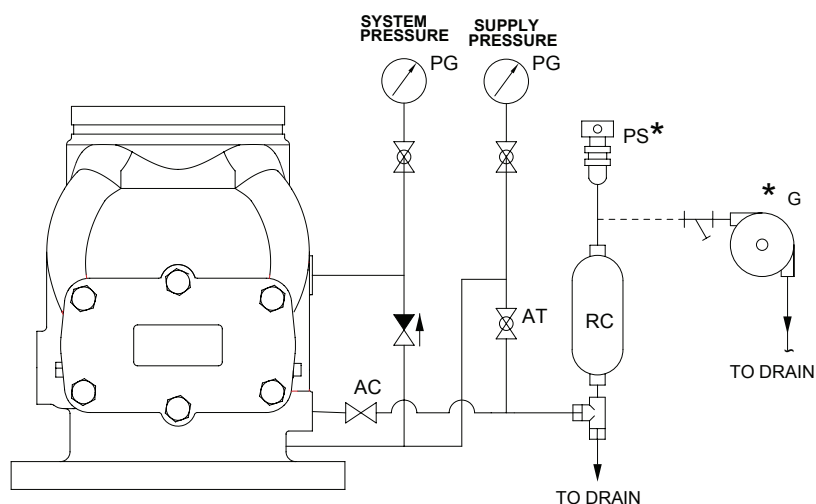 SYSTEM
PRESSURE
SUPPLY
PRESSURE
PG
PG
PS*
* G
AT
RC
AC
TO DRAIN
TO DRAIN